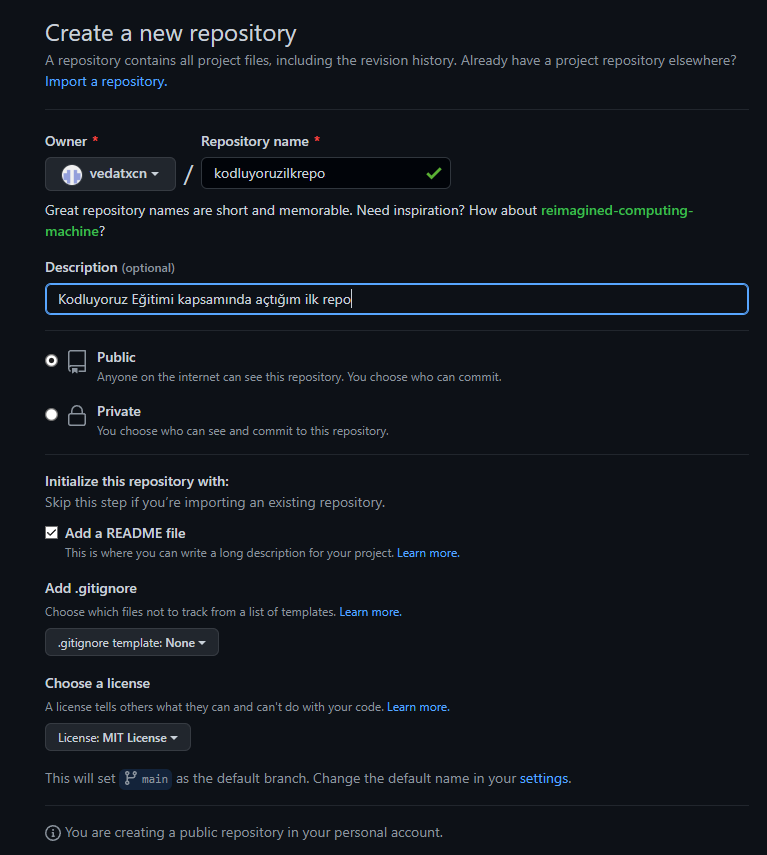 Create a new repository
A repository contains all project files, including the revision history. Already have a project repository elsewhere?
Import a repository.
Owner * Repository name *
vedatxcn / kodluyoruzilkrepo
Great repository names are short and memorable. Need inspiration? How about reimagined-computing-
machine?
Description (optional)
Kodluyoruz Eğitimi kapsamında açtığım ilk repo
Public
Anyone on the internet can see this repository. You choose who can commit.
Private
You choose who can see and commit to this repository.
Initialize this repository with:
Skip this step if you're importing an existing repository.
Add a README file
This is where you can write a long description for your project. Learn more.
Add .gitignore
Choose which files not to track from a list of templates. Learn more.
.gitignore template: None
Choose a license
A license tells others what they can and can't do with your code. Learn more.
License: MIT License
This will set main as the default branch. Change the default name in your settings.
You are creating a public repository in your personal account.